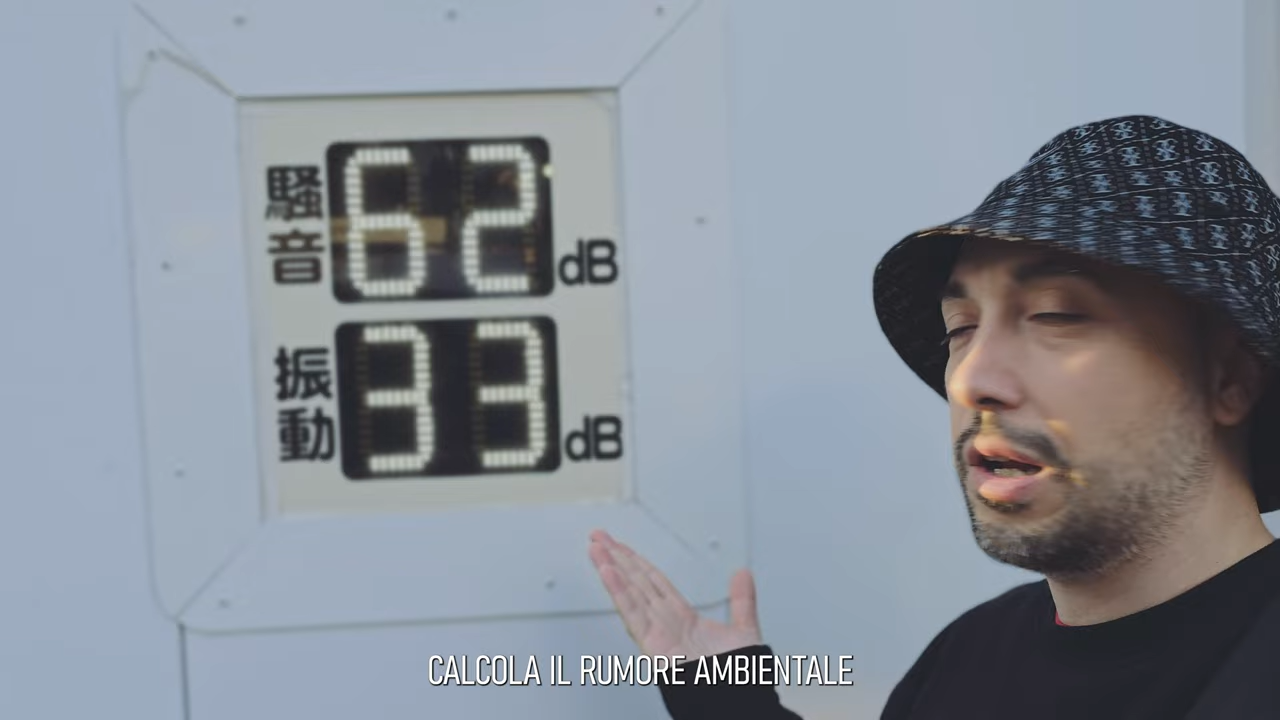 騒音 62 dB
振動 33 dB
CALCOLA IL RUMORE AMBIENTALE